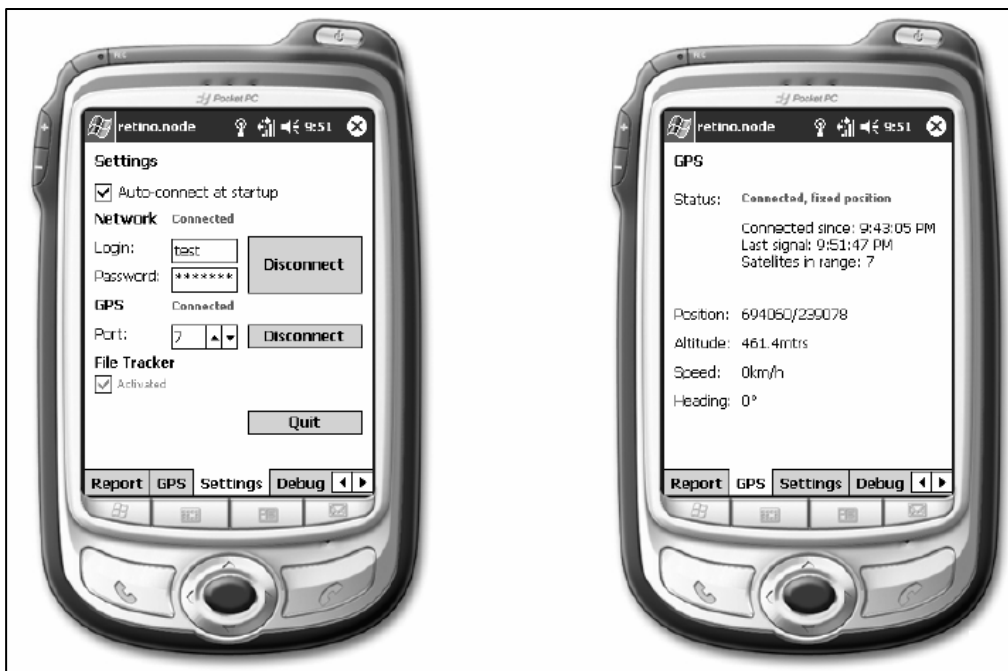 Pocket PC
retino.node 9:51
Settings
Auto-connect at startup
Network Connected
Login: test
Disconnect
Password: *******
GPS Connected
Port: 7 Disconnect
File Tracker
Activated
Quit
Report GPS Settings Debug
Pocket PC
retino.node 9:51
GPS
Status: Connected, fixed position
Connected since: 9:43:05 PM
Last signal: 9:51:47 PM
Satellites in range: 7
Position: 694060/239078
Altitude: 461.4mtrs
Speed: 0km/h
Heading: 0°
Report GPS Settings Debug